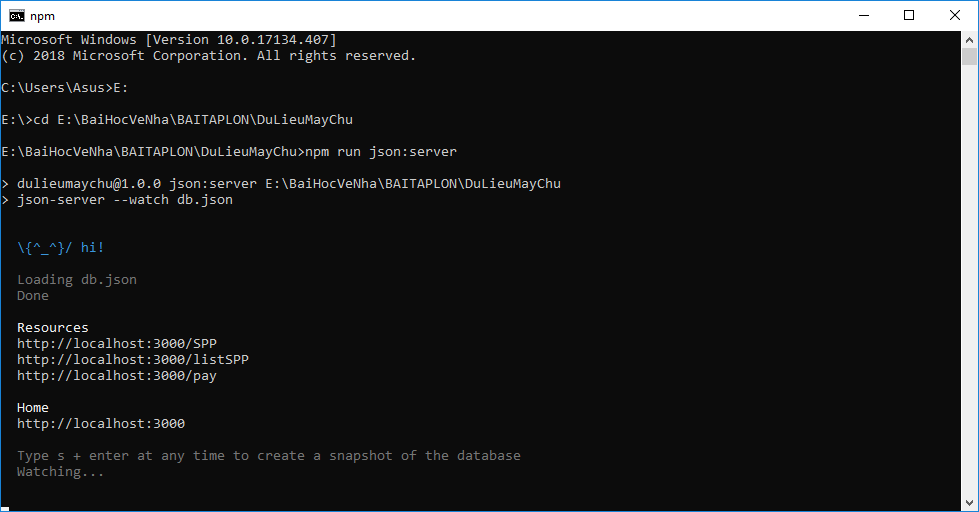 npm
Microsoft Windows [Version 10.0.17134.407]
(c) 2018 Microsoft Corporation. All rights reserved.
C:\Users\Asus>E:
E:\>cd E:\BaiHocVeNha\BAITAPLON\DuLieuMayChu
E:\BaiHocVeNha\BAITAPLON\DuLieuMayChu>npm run json:server
> dulieumaychu@1.0.0 json:server E:\BaiHocVeNha\BAITAPLON\DuLieuMayChu
> json-server --watch db.json
\{^_^}/ hi!
Loading db.json
Done
Resources
http://localhost:3000/SPP
http://localhost:3000/listSPP
http://localhost:3000/pay
Home
http://localhost:3000
Type s + enter at any time to create a snapshot of the database
Watching...